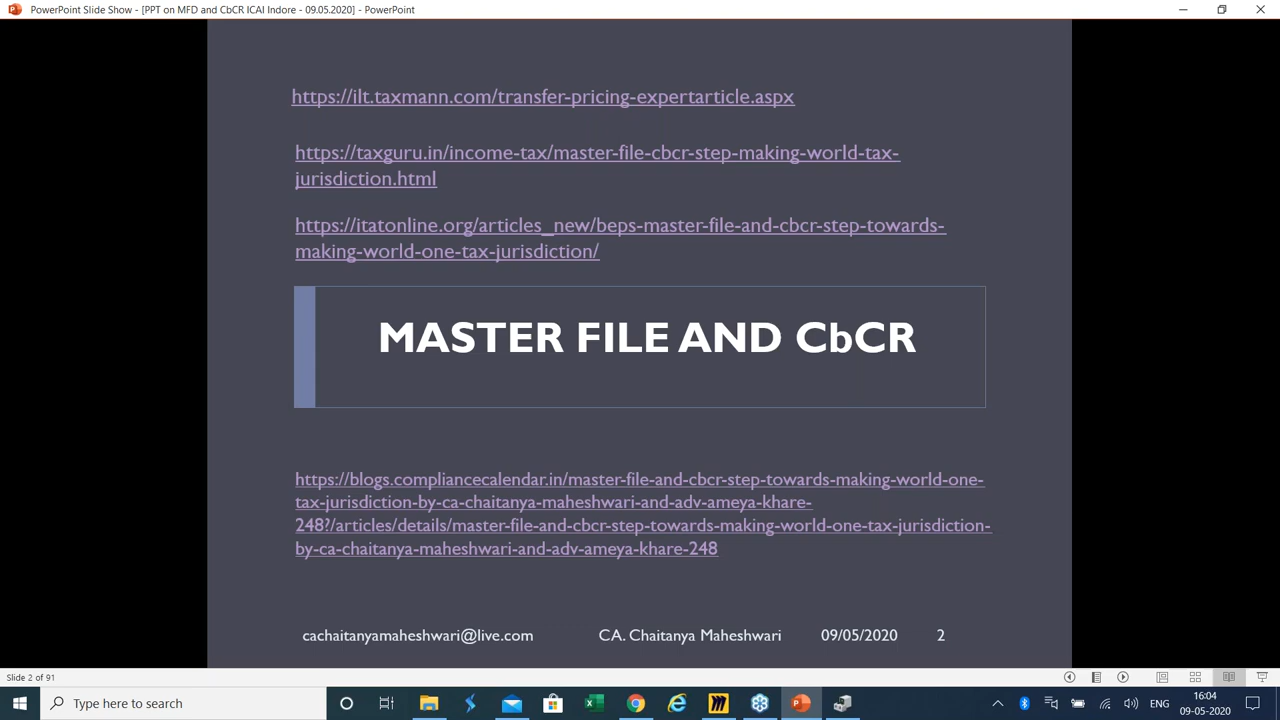 PowerPoint Slide Show - [PPT on MFD and CbCR ICAI Indore - 09.05.2020] - PowerPoint
https://ilt.taxmann.com/transfer-pricing-expertarticle.aspx
https://taxguru.in/income-tax/master-file-cbcr-step-making-world-tax-
jurisdiction.html
https://itatonline.org/articles_new/beps-master-file-and-cbcr-step-towards-
making-world-one-tax-jurisdiction/
MASTER FILE AND CbCR
https://blogs.compliancecalendar.in/master-file-and-cbcr-step-towards-making-world-one-
tax-jurisdiction-by-ca-chaitanya-maheshwari-and-adv-ameya-khare-
248?/articles/details/master-file-and-cbcr-step-towards-making-world-one-tax-jurisdiction-
by-ca-chaitanya-maheshwari-and-adv-ameya-khare-248
cachaitanyamaheshwari@live.com CA. Chaitanya Maheshwari 09/05/2020 2
Slide 2 of 91
Type here to search
ENG
16:04
09-05-2020